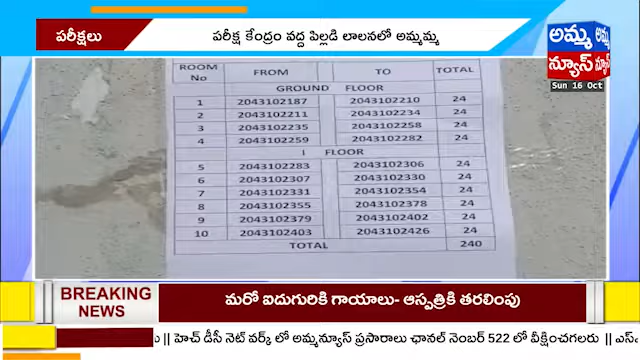 పరీక్షలు
పరీక్ష కేంద్రం వద్ద పిల్లడి లాలనలో అమ్మమ్మ
అమ్మ అమ్మ
న్యూస్ న్యూస్
Sun 16 Oct
ROOM No FROM TO TOTAL
GROUND FLOOR
1 2043102187 2043102210 24
2 2043102211 2043102234 24
3 2043102235 2043102258 24
4 2043102259 2043102282 24
I FLOOR
5 2043102283 2043102306 24
6 2043102307 2043102330 24
7 2043102331 2043102354 24
8 2043102355 2043102378 24
9 2043102379 2043102402 24
10 2043102403 2043102426 24
TOTAL 240
BREAKING NEWS
మరో ఐదుగురికి గాయాలు- ఆస్పత్రికి తరలింపు
|| హెచ్ డీసీ నెట్ వర్క్ లో అమ్మన్యూస్ ప్రసారాలు ఛానల్ నెంబర్ 522 లో వీక్షించగలరు || ఎస్.